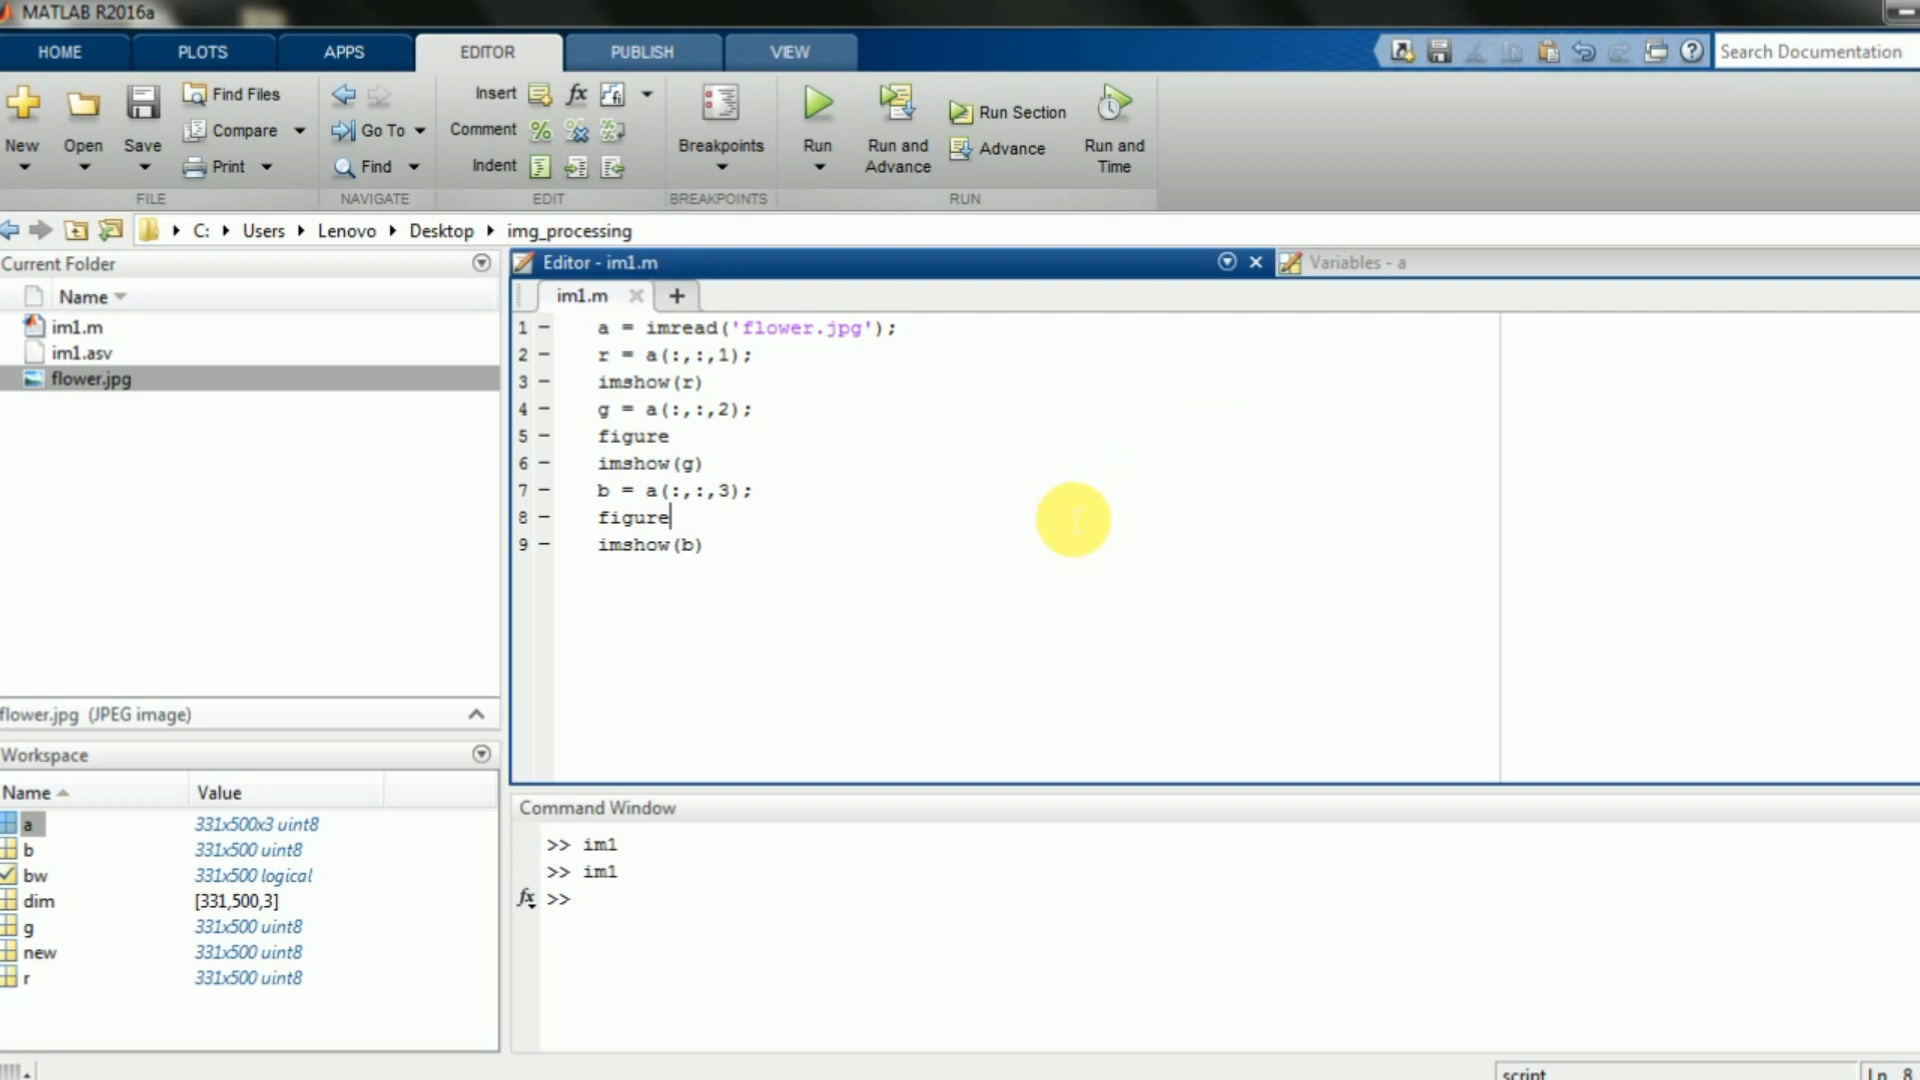 MATLAB R2016a
HOME PLOTS APPS EDITOR PUBLISH VIEW
Search Documentation
New
Open
Save
Find Files
Compare
Print
FILE
Go To
Find
NAVIGATE
Insert fx
Comment
Indent
EDIT
Breakpoints
BREAKPOINTS
Run
Run and Advance
Run Section
Advance
Run and Time
RUN
C: Users Lenovo Desktop img_processing
Current Folder
Name
im1.m
im1.asv
flower.jpg
flower.jpg (JPEG image)
Workspace
Name Value
a 331x500x3 uint8
b 331x500 uint8
bw 331x500 logical
dim [331,500,3]
g 331x500 uint8
new 331x500 uint8
r 331x500 uint8
Editor - im1.m
Variables - a
im1.m
1 a = imread('flower.jpg');
2 r = a(:,:,1);
3 imshow(r)
4 g = a(:,:,2);
5 figure
6 imshow(g)
7 b = a(:,:,3);
8 figure
9 imshow(b)
Command Window
>> im1
>> im1
fx >>
script
Ln 8